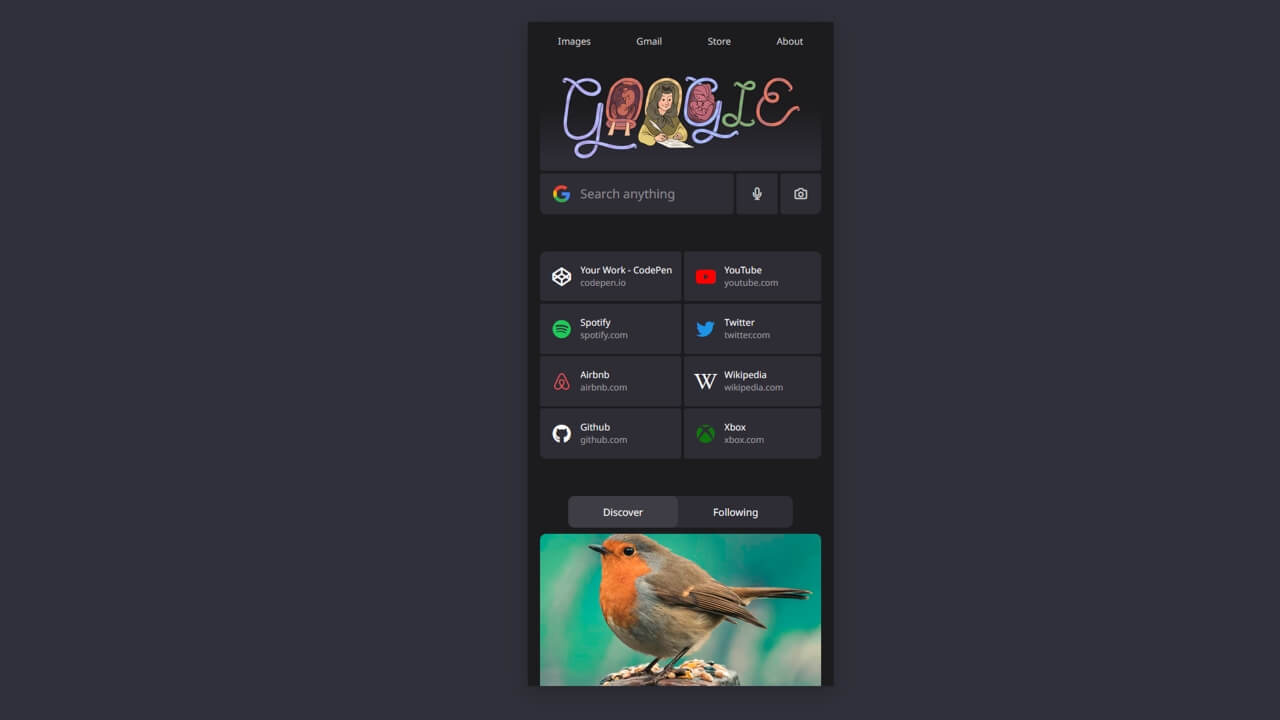 Images Gmail Store About
GOOGLE
Search anything
Your Work - CodePen
codepen.io
YouTube
youtube.com
Spotify
spotify.com
Twitter
twitter.com
Airbnb
airbnb.com
Wikipedia
wikipedia.com
Github
github.com
Xbox
xbox.com
Discover Following